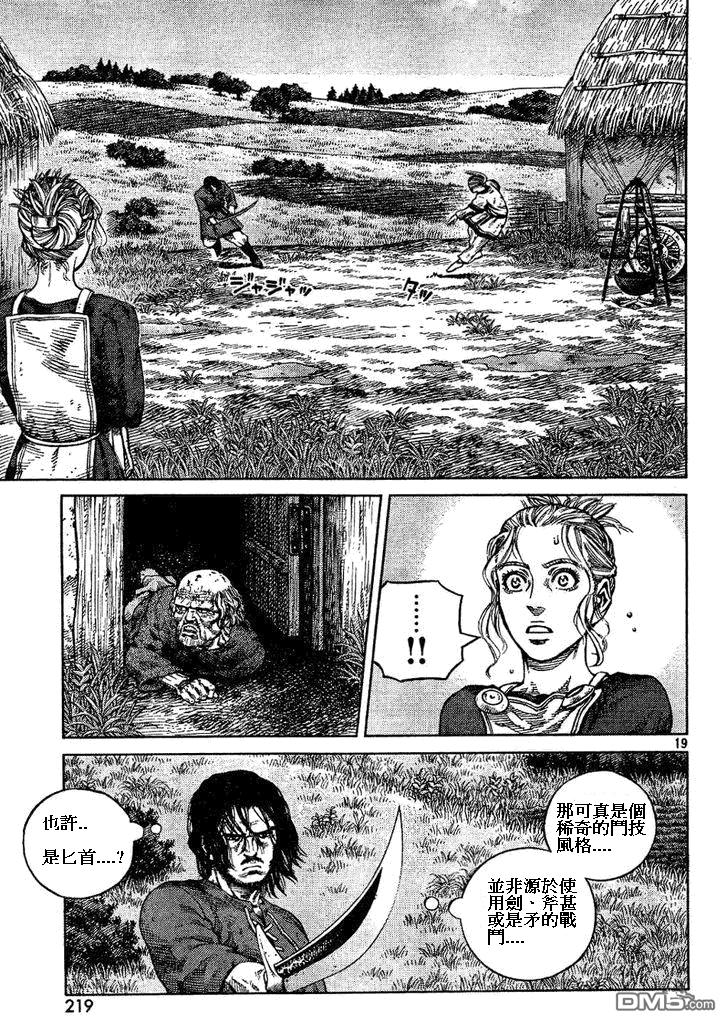 ジャジャッ
タッ
……
!!
19
那可真是個
稀奇的鬥技
風格....
並非源於使
用劍、斧甚
或是矛的戰
鬥....
也許..
是匕首....?
219
DM5.com